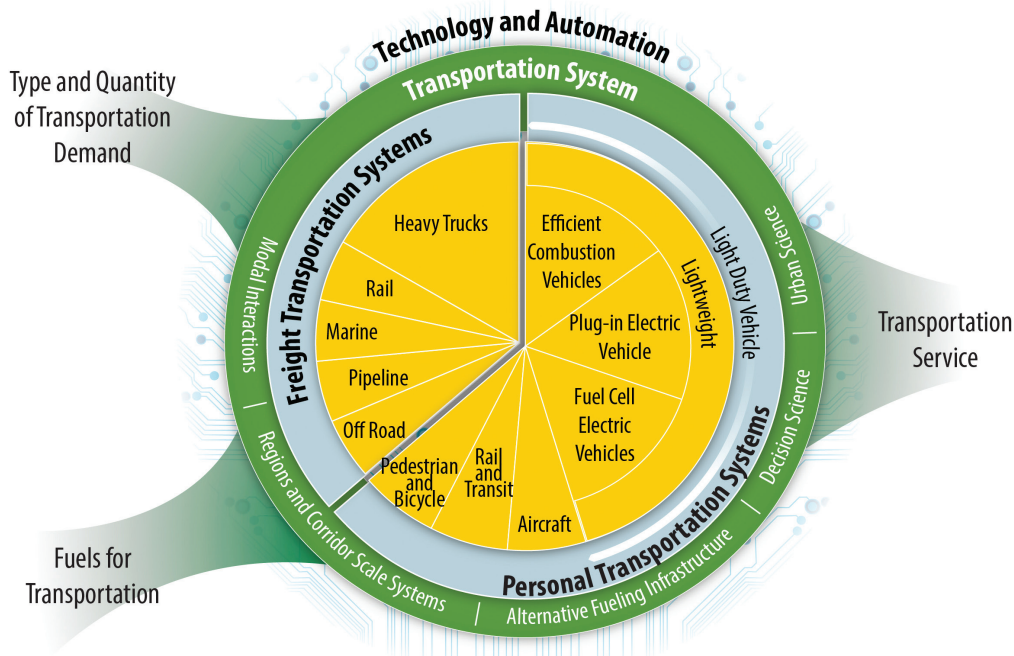 Technology and Automation
Transportation System
Type and Quantity
of Transportation
Demand
Freight Transportation Systems
Heavy Trucks
Rail
Marine
Pipeline
Off Road
Efficient
Combustion
Vehicles
Plug-in Electric
Vehicle
Fuel Cell
Electric
Vehicles
Lightweight
Light Duty Vehicle
Pedestrian
and
Bicycle
Rail
and
Transit
Aircraft
Personal Transportation Systems
Modal Interactions
Regions and Corridor Scale Systems
Alternative Fueling Infrastructure
Decision Science
Urban Science
Transportation
Service
Fuels for
Transportation